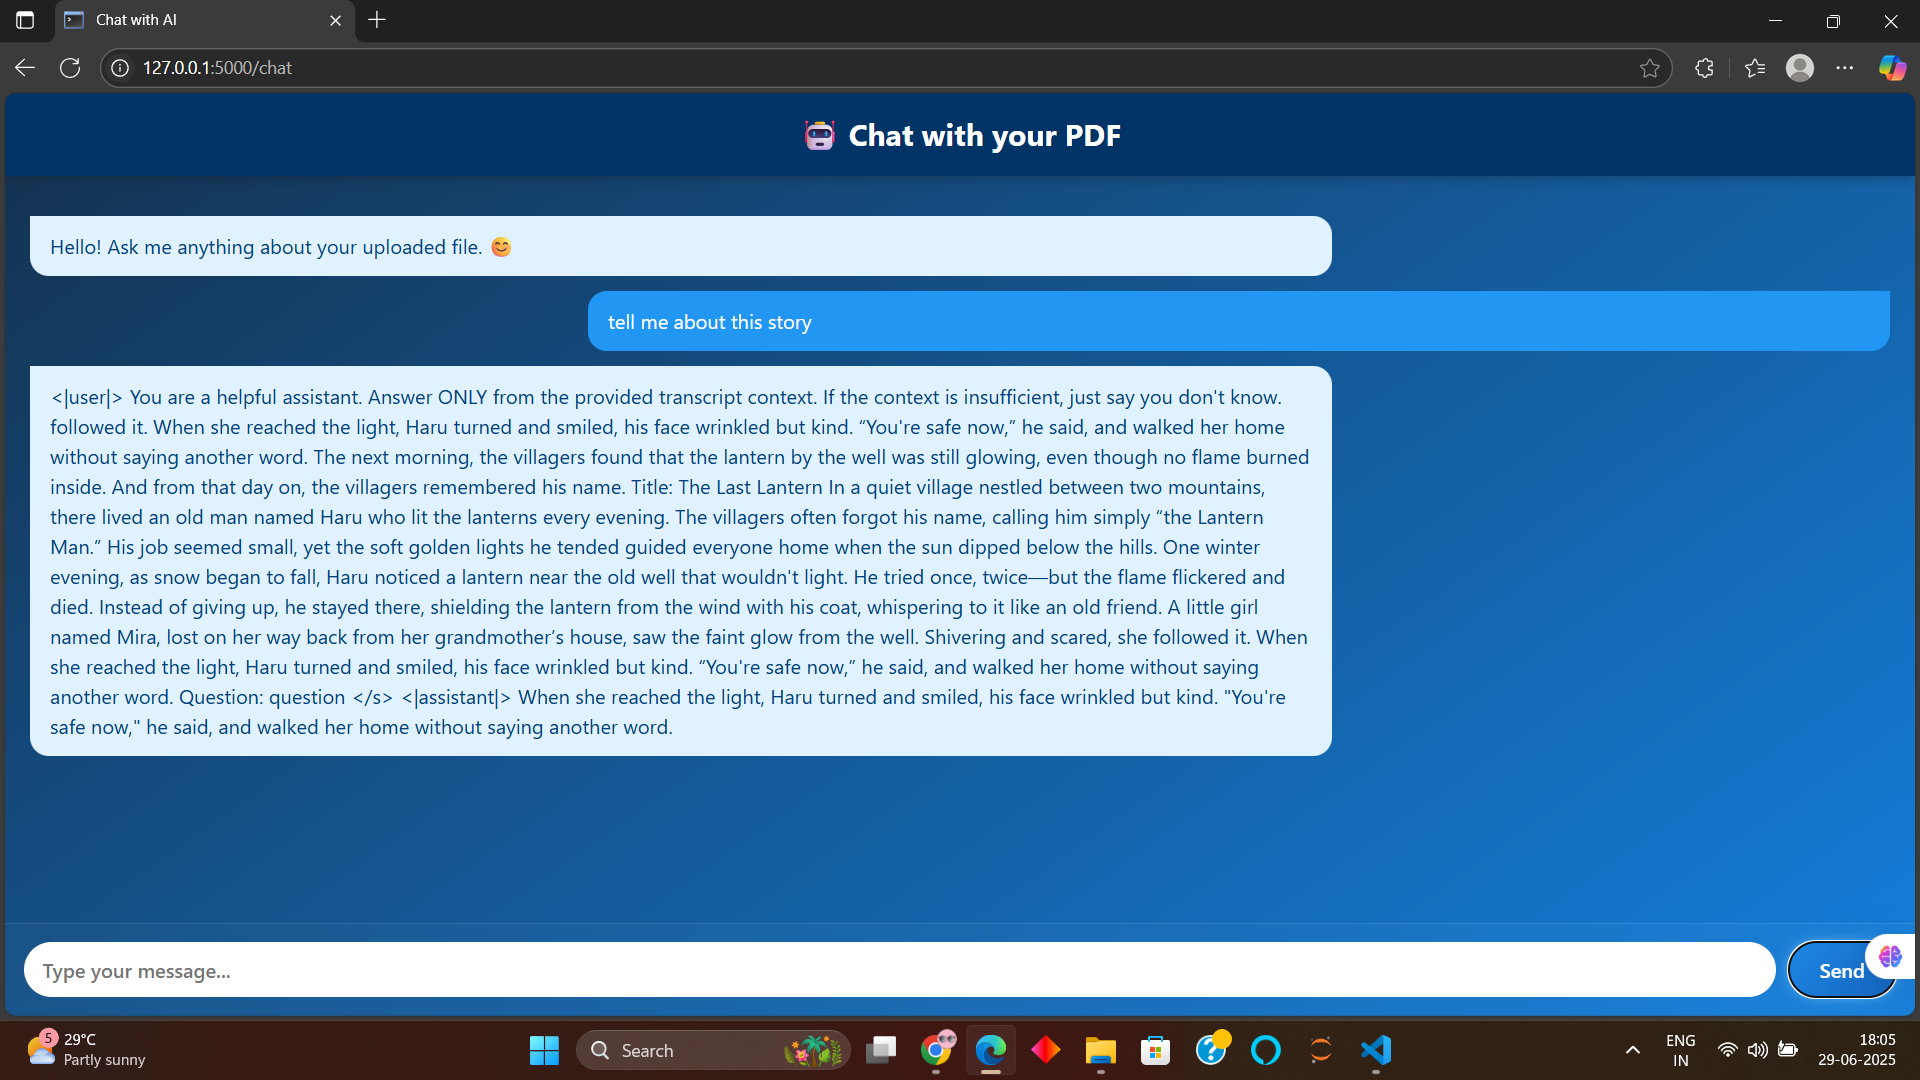 Chat with AI
127.0.0.1:5000/chat
Chat with your PDF
Hello! Ask me anything about your uploaded file. 😊
tell me about this story
<|user|> You are a helpful assistant. Answer ONLY from the provided transcript context. If the context is insufficient, just say you don't know.
followed it. When she reached the light, Haru turned and smiled, his face wrinkled but kind. “You're safe now,” he said, and walked her home
without saying another word. The next morning, the villagers found that the lantern by the well was still glowing, even though no flame burned
inside. And from that day on, the villagers remembered his name. Title: The Last Lantern In a quiet village nestled between two mountains,
there lived an old man named Haru who lit the lanterns every evening. The villagers often forgot his name, calling him simply “the Lantern
Man.” His job seemed small, yet the soft golden lights he tended guided everyone home when the sun dipped below the hills. One winter
evening, as snow began to fall, Haru noticed a lantern near the old well that wouldn't light. He tried once, twice—but the flame flickered and
died. Instead of giving up, he stayed there, shielding the lantern from the wind with his coat, whispering to it like an old friend. A little girl
named Mira, lost on her way back from her grandmother’s house, saw the faint glow from the well. Shivering and scared, she followed it. When
she reached the light, Haru turned and smiled, his face wrinkled but kind. “You're safe now,” he said, and walked her home without saying
another word. Question: question </s> <|assistant|> When she reached the light, Haru turned and smiled, his face wrinkled but kind. "You're
safe now," he said, and walked her home without saying another word.
Type your message...
Send
5
29°C
Partly sunny
Search
ENG
IN
18:05
29-06-2025